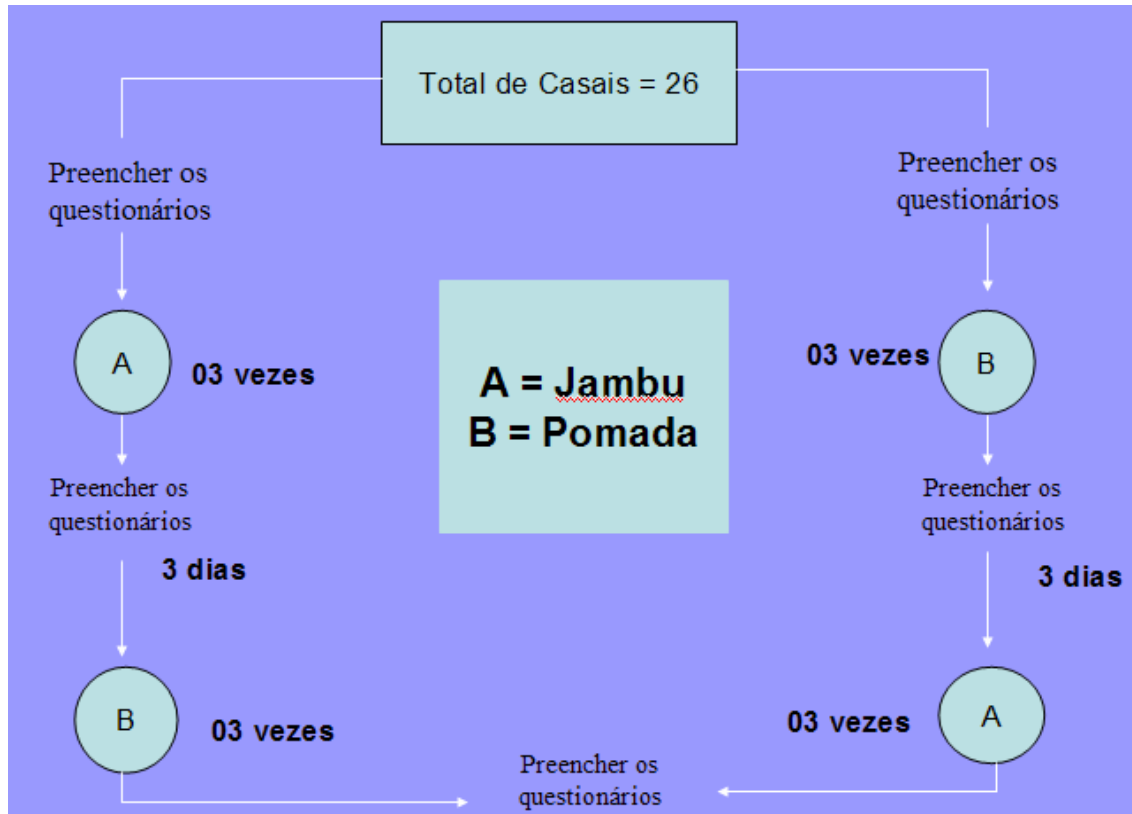 Total de Casais = 26
Preencher os
questionários
Preencher os
questionários
A
03 vezes
A = Jambu
B = Pomada
03 vezes
B
Preencher os
questionários
Preencher os
questionários
3 dias
3 dias
B
03 vezes
03 vezes
A
Preencher os
questionários